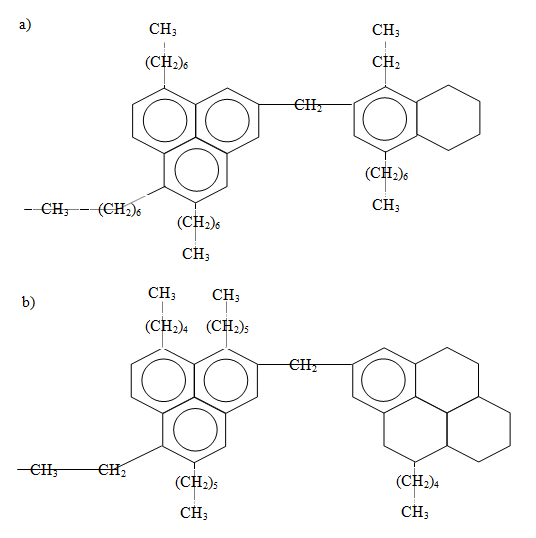 a)
CH₃ CH₃
(CH₂)₆ CH₂
CH₂
(CH₂)₆
CH₃ (CH₂)₆ CH₃
(CH₂)₆
CH₃
b)
CH₃ CH₃
(CH₂)₄ (CH₂)₅
CH₂
CH₃ CH₂
(CH₂)₅ (CH₂)₄
CH₃ CH₃